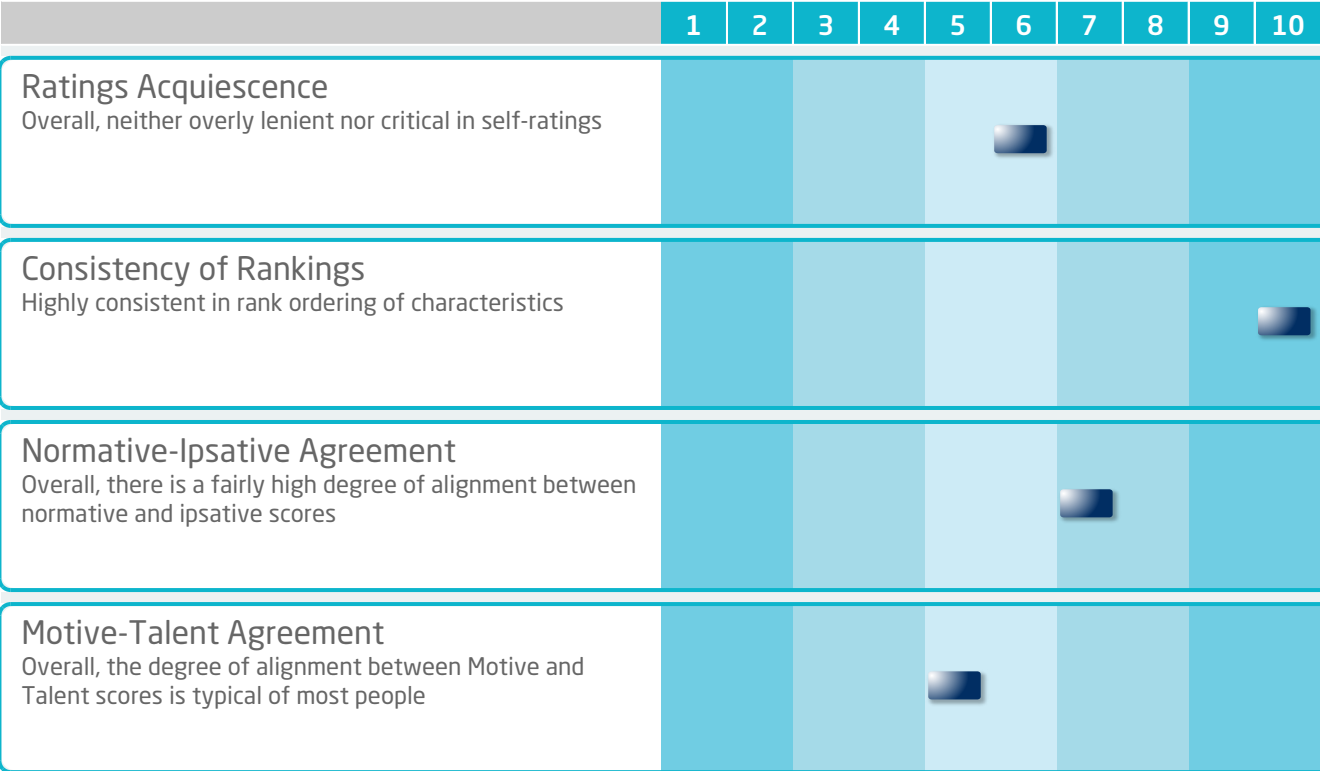 1 2 3 4 5 6 7 8 9 10
Ratings Acquiescence
Overall, neither overly lenient nor critical in self-ratings
Consistency of Rankings
Highly consistent in rank ordering of characteristics
Normative-Ipsative Agreement
Overall, there is a fairly high degree of alignment between
normative and ipsative scores
Motive-Talent Agreement
Overall, the degree of alignment between Motive and
Talent scores is typical of most people